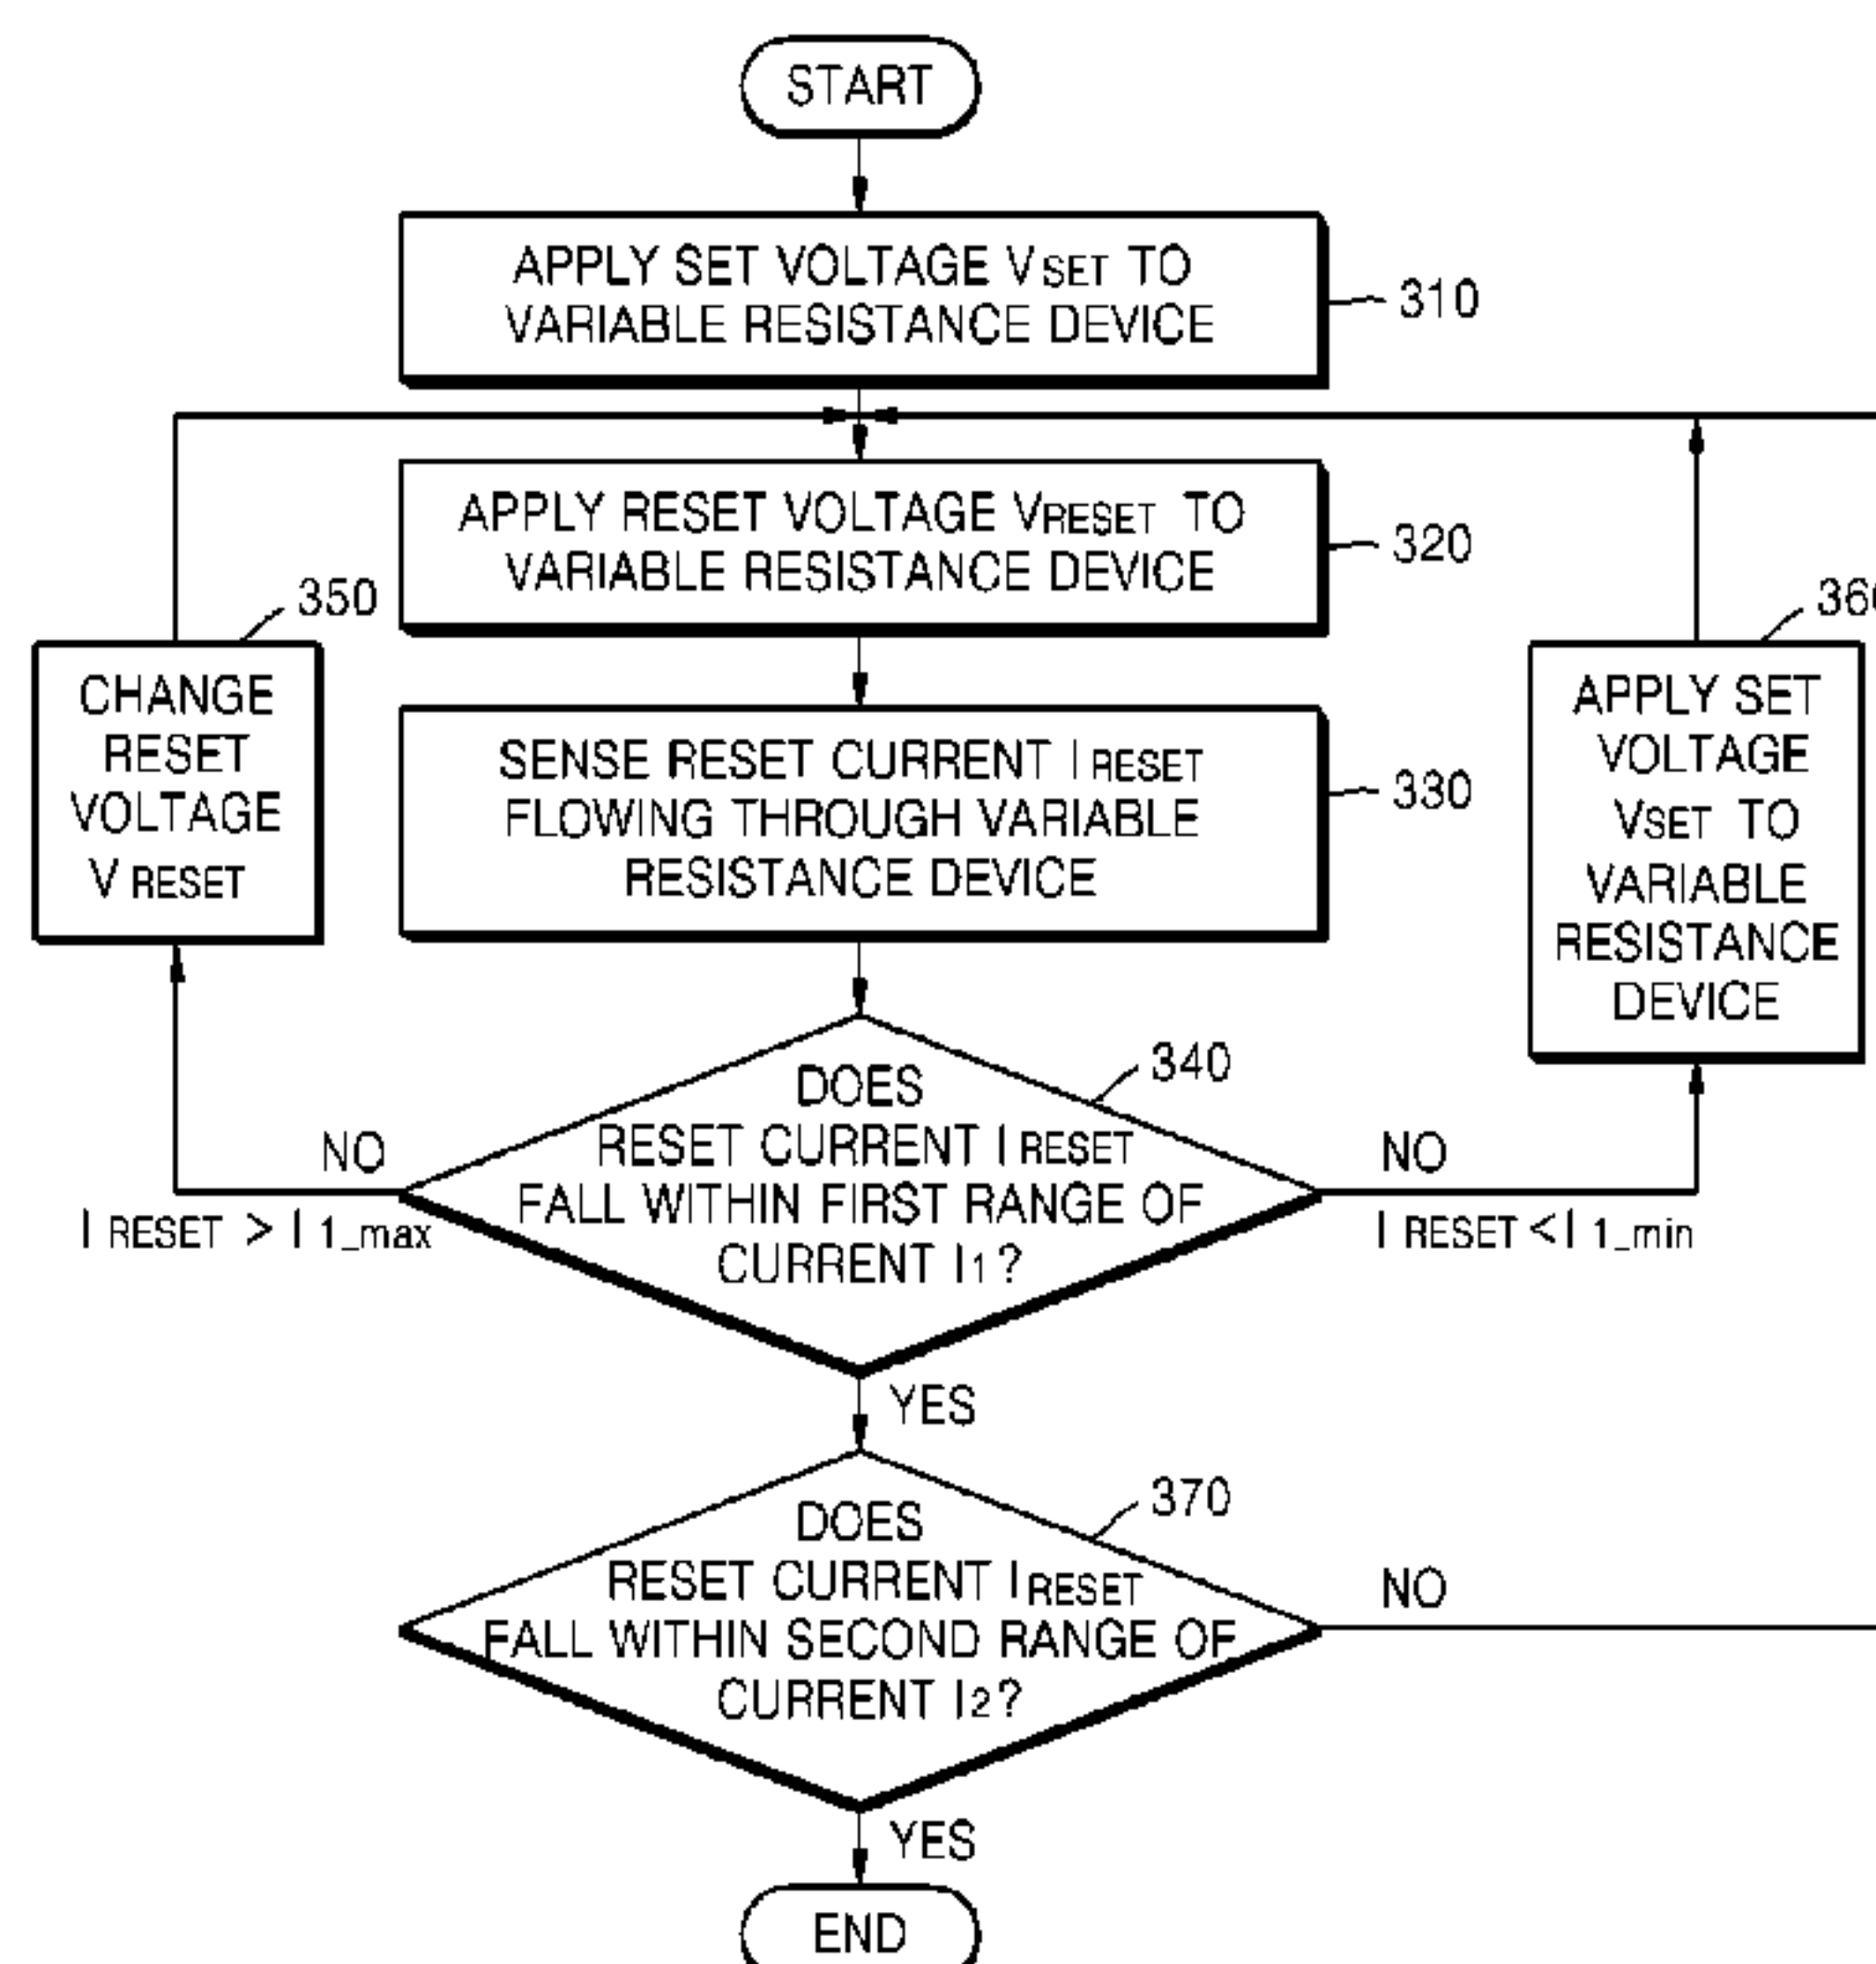 START
APPLY SET VOLTAGE VSET TO
VARIABLE RESISTANCE DEVICE
310
APPLY RESET VOLTAGE VRESET TO
VARIABLE RESISTANCE DEVICE
320
350
CHANGE
RESET
VOLTAGE
V RESET
SENSE RESET CURRENT I RESET
FLOWING THROUGH VARIABLE
RESISTANCE DEVICE
330
APPLY SET
VOLTAGE
VSET TO
VARIABLE
RESISTANCE
DEVICE
DOES
RESET CURRENT I RESET
FALL WITHIN FIRST RANGE OF
CURRENT I1?
340
NO
I RESET > I 1_max
NO
I RESET < I 1_min
YES
DOES
RESET CURRENT I RESET
FALL WITHIN SECOND RANGE OF
CURRENT I2?
370
NO
YES
END